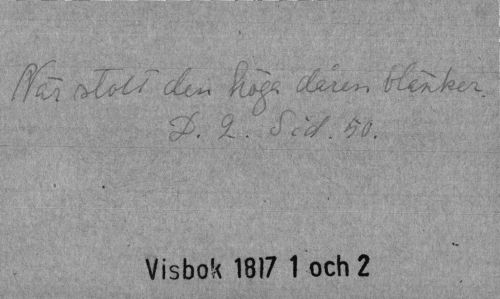 När stolt den höga dåren blänker.
D. 2. Sid. 50.
Visbok 1817 1 och 2